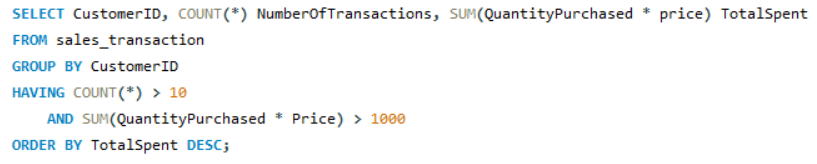 SELECT CustomerID, COUNT(*) NumberOfTransactions, SUM(QuantityPurchased * price) TotalSpent
FROM sales_transaction
GROUP BY CustomerID
HAVING COUNT(*) > 10
    AND SUM(QuantityPurchased * Price) > 1000
ORDER BY TotalSpent DESC;